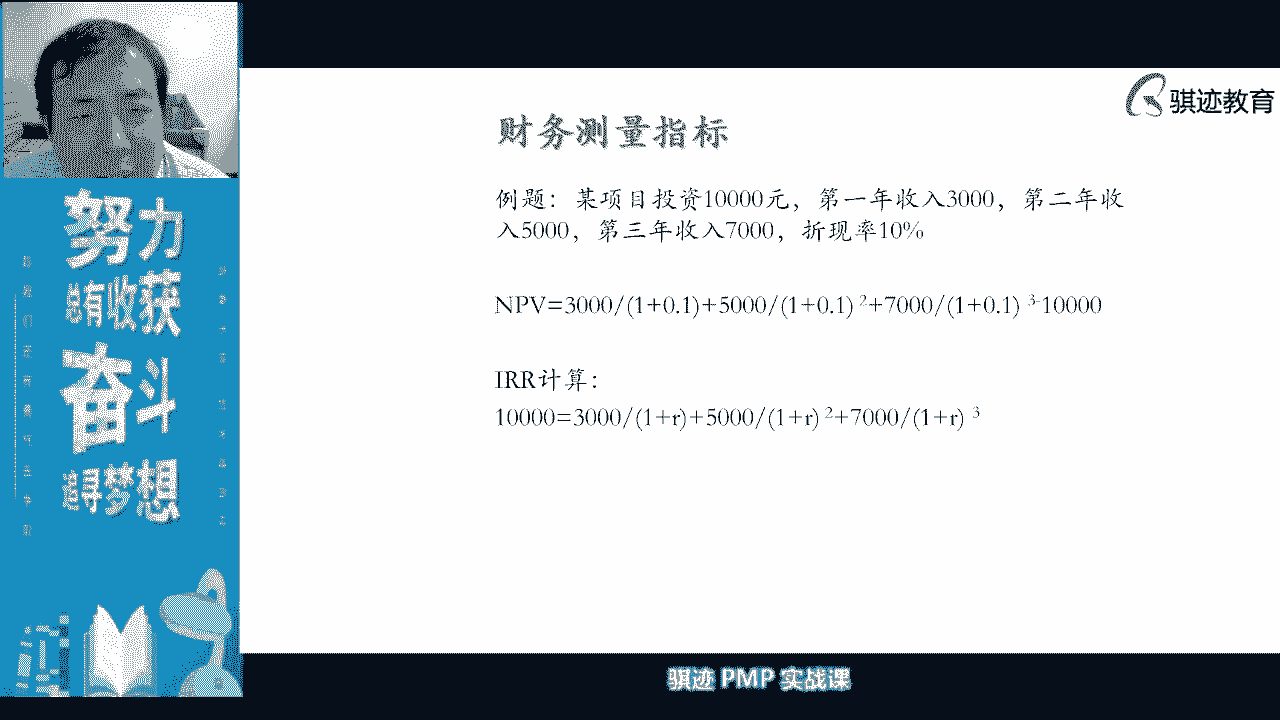 骐迹教育
财务测量指标
例题：某项目投资10000元，第一年收入3000，第二年收
入5000，第三年收入7000，折现率10%
NPV=3000/(1+0.1)+5000/(1+0.1) ²+7000/(1+0.1) ³-10000
IRR计算：
10000=3000/(1+r)+5000/(1+r) ²+7000/(1+r) ³
努力
总有收获
奋斗
追寻梦想
骐迹 PMP 实战课